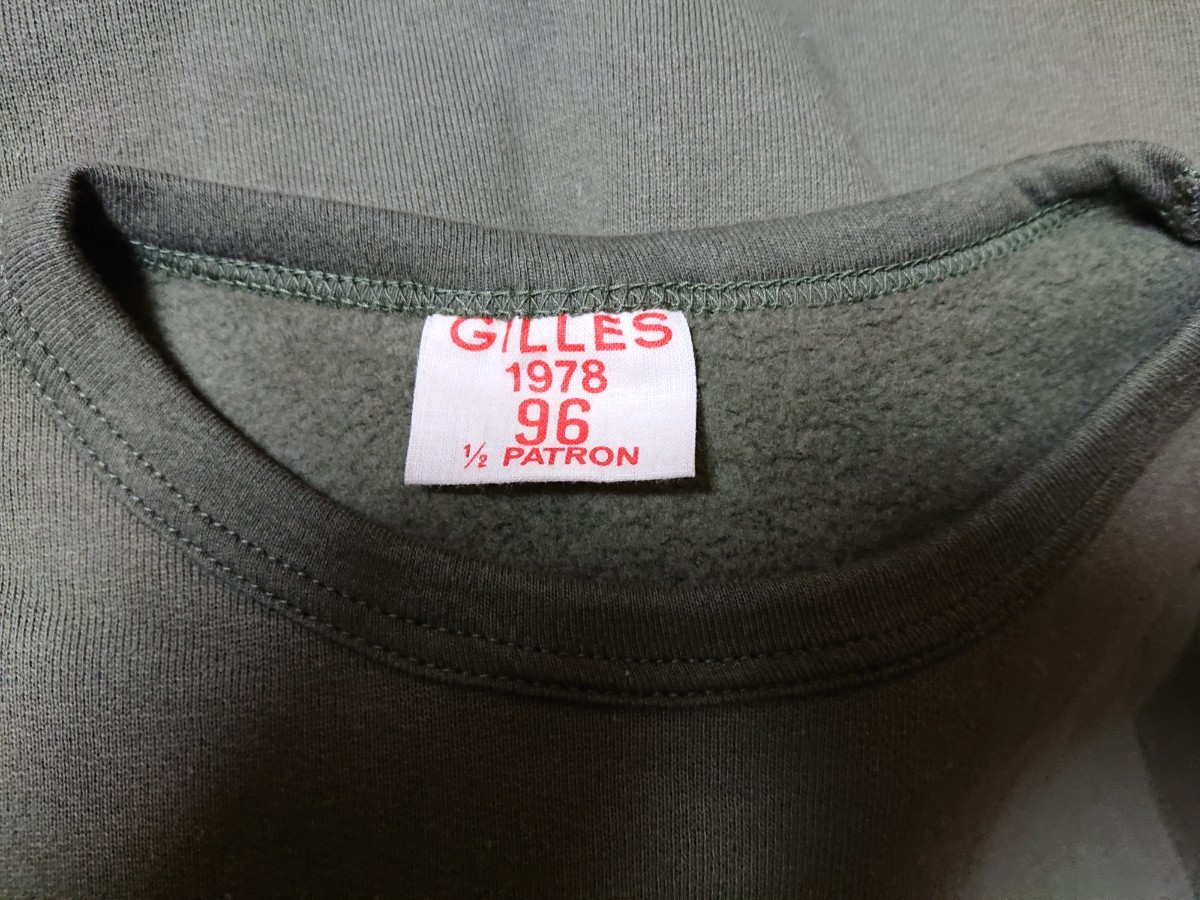 GILLES
1978
96
1/2 PATRON